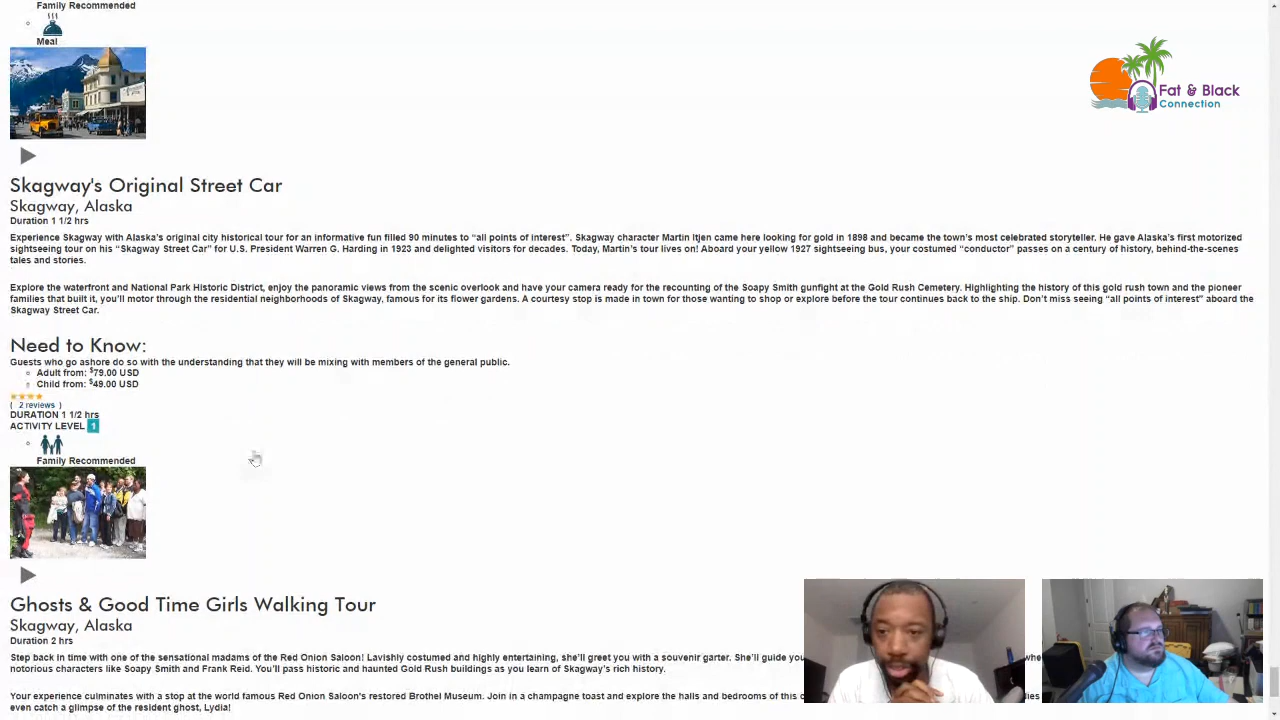 Family Recommended
Meal
Fat & Black
Connection
Skagway's Original Street Car
Skagway, Alaska
Duration 1 1/2 hrs
Experience Skagway with Alaska's original city historical tour for an informative fun filled 90 minutes to “all points of interest”. Skagway character Martin Itjen came here looking for gold in 1898 and became the town's most celebrated storyteller. He gave Alaska's first motorized
sightseeing tour on his “Skagway Street Car” for U.S. President Warren G. Harding in 1923 and delighted visitors for decades. Today, Martin's tour lives on! Aboard your yellow 1927 sightseeing bus, your costumed “conductor” passes on a century of history, behind-the-scenes
tales and stories.
Explore the waterfront and National Park Historic District, enjoy the panoramic views from the scenic overlook and have your camera ready for the recounting of the Soapy Smith gunfight at the Gold Rush Cemetery. Highlighting the history of this gold rush town and the pioneer
families that built it, you'll motor through the residential neighborhoods of Skagway, famous for its flower gardens. A courtesy stop is made in town for those wanting to shop or explore before the tour continues back to the ship. Don't miss seeing “all points of interest” aboard the
Skagway Street Car.
Need to Know:
Guests who go ashore do so with the understanding that they will be mixing with members of the general public.
Adult from: $79.00 USD
Child from: $49.00 USD
( 2 reviews )
DURATION 1 1/2 hrs
ACTIVITY LEVEL 1
Family Recommended
Ghosts & Good Time Girls Walking Tour
Skagway, Alaska
Duration 2 hrs
Step back in time with one of the sensational madams of the Red Onion Saloon! Lavishly costumed and highly entertaining, she'll greet you with a souvenir garter. She'll guide you
notorious characters like Soapy Smith and Frank Reid. You'll pass historic and haunted Gold Rush buildings as you learn of Skagway's rich history.
Your experience culminates with a stop at the world famous Red Onion Saloon's restored Brothel Museum. Join in a champagne toast and explore the halls and bedrooms of this
even catch a glimpse of the resident ghost, Lydia!